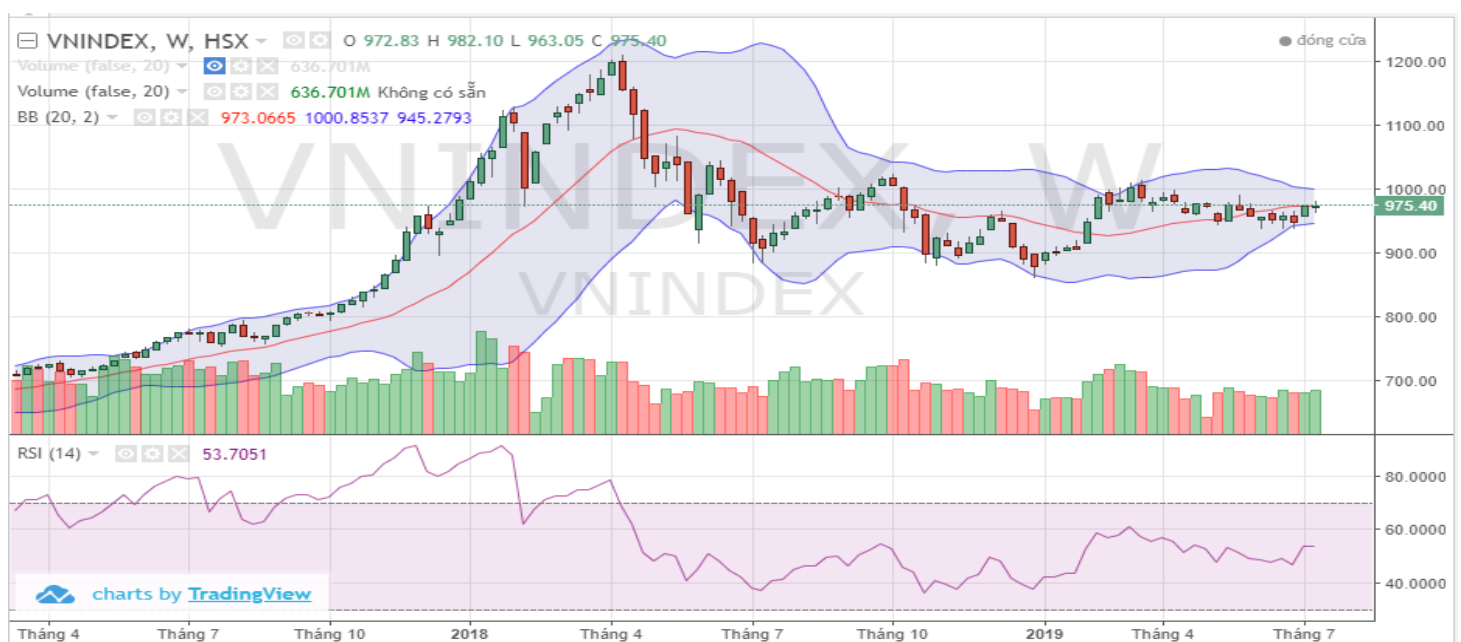 VNINDEX, W, HSX O 972.83 H 982.10 L 963.05 C 975.40
đóng cửa
Volume (false, 20) 636.701M
Volume (false, 20) 636.701M Không có sẵn
BB (20, 2) 973.0665 1000.8537 945.2793
1200.00
1100.00
VNINDEX, W
1000.00
975.40
900.00
VNINDEX
800.00
700.00
RSI (14) 53.7051
80.0000
60.0000
40.0000
charts by TradingView
Tháng 4 Tháng 7 Tháng 10 2018 Tháng 4 Tháng 7 Tháng 10 2019 Tháng 4 Tháng 7